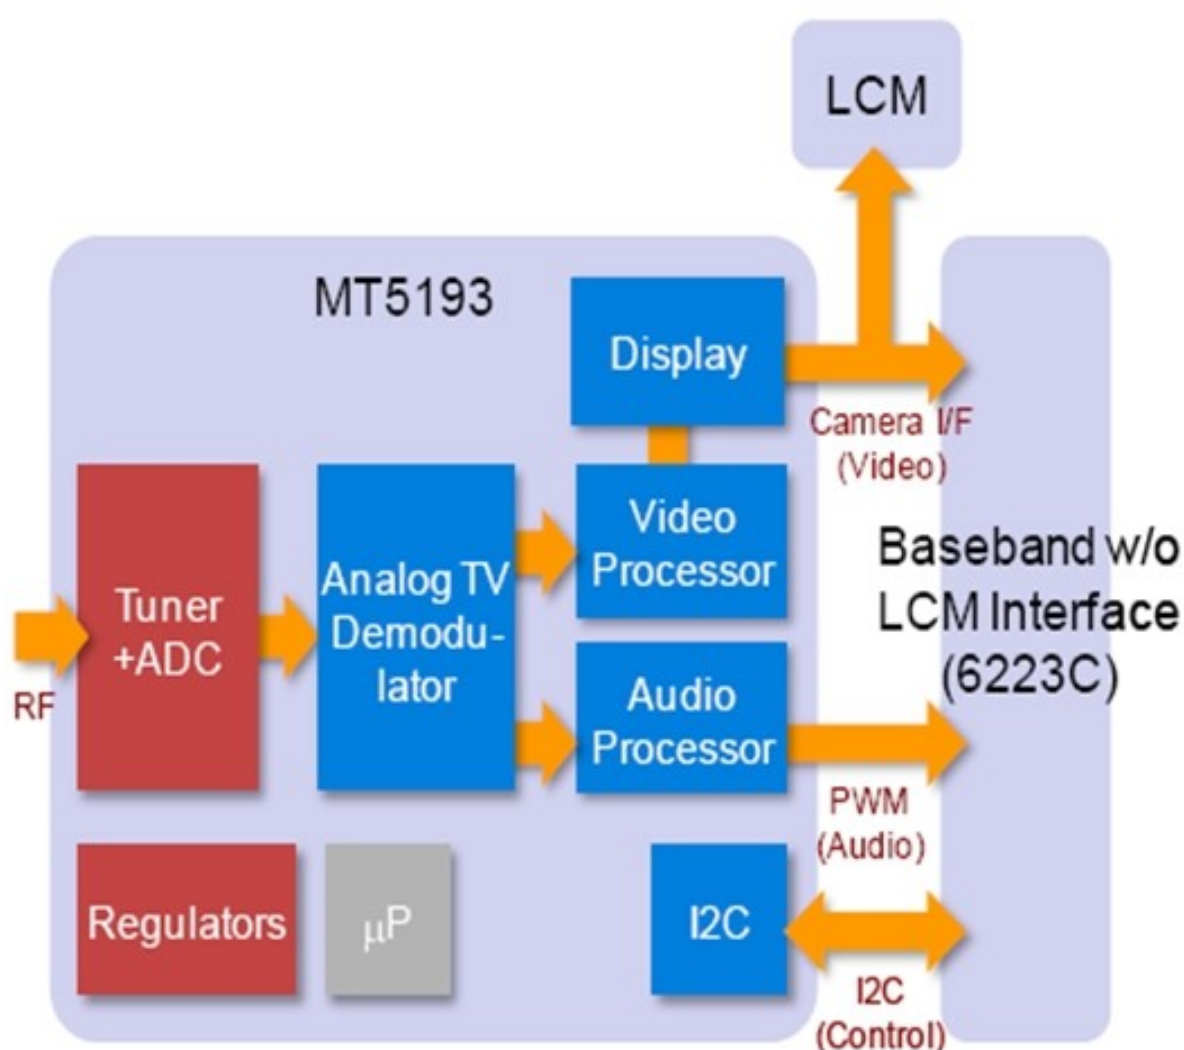 LCM
MT5193
Display
Camera I/F
(Video)
Video
Processor
Baseband w/o
LCM Interface
(6223C)
Analog TV
Demodu-
lator
Tuner
+ADC
RF
Audio
Processor
PWM
(Audio)
Regulators
μP
I2C
I2C
(Control)